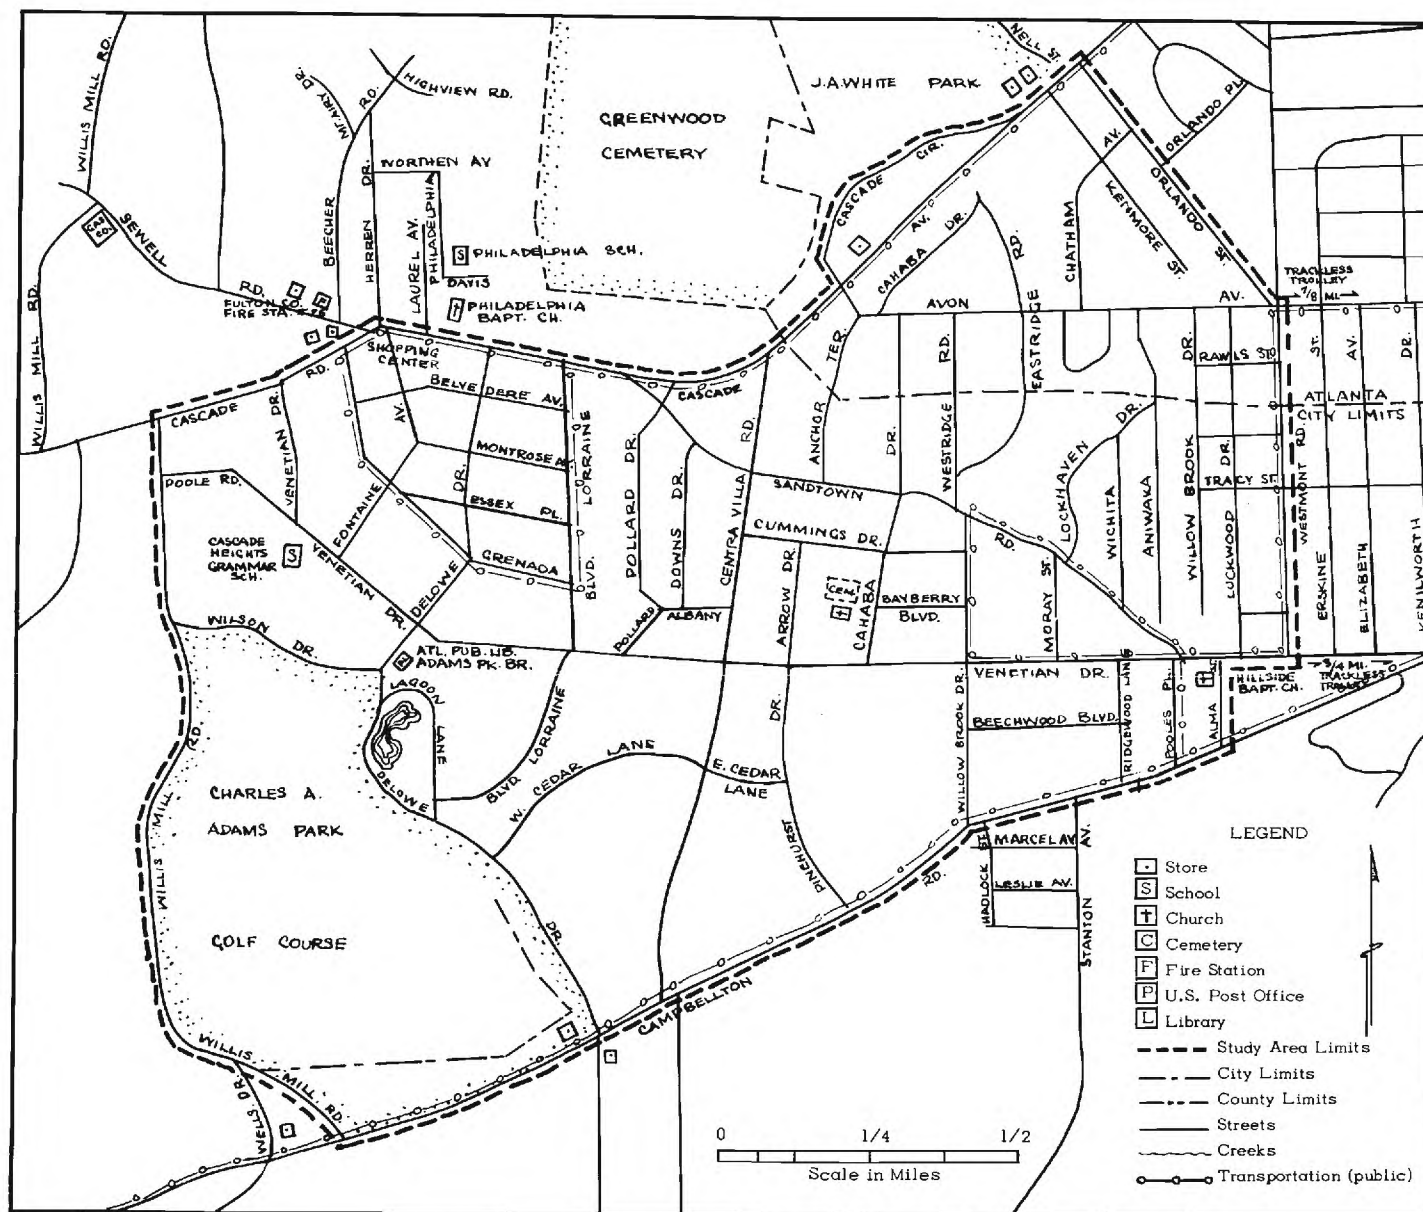 WILLIS MILL RD.
MCAIRY DR.
RD.
HIGHVIEW RD.
GREENWOOD
CEMETERY
J.A. WHITE PARK
NELL ST.
ORLANDO PL.
AV.
ORLANDO
ST.
KENMORE ST.
CHATHAM
CASCADE CIR.
AV.
CAHABA DR.
NORTHEN AV
HERREN DR.
BEECHER
LAUREL AV.
PHILADELPHIA
S PHILADELPHIA SCH.
DAVIS
PHILADELPHIA
BAPT. CH.
GAS
CO.
SEWELL
RD.
FULTON CO.
FIRE STA.
WILLIS MILL RD.
TRACKLESS
TROLLEY
1/8 MI.
AVON
AV.
EASTRIDGE
RD.
SHOPPING
CENTER
RD.
CASCADE
CASCADE
VENETIAN DR.
BELVEDERE AV.
AV.
MONTROSE AV.
ESSEX PL.
GRENADA
FONTAINE
DR.
DELOWE
LORRAINE
BLVD.
POLLARD DR.
DOWNS DR.
POLLARD
ALBANY
CENTRA VILLA RD.
ANCHOR
TER.
DR.
WESTRIDGE
RD.
SANDTOWN
RD.
CUMMINGS DR.
ARROW DR.
CEM.
CAHABA
BAYBERRY
BLVD.
LOCKHAVEN DR.
MORAY ST.
WICHITA
ANIWAKA
WILLOW BROOK
DR.
RAWLS ST.
TRACY ST.
LUCKWOOD
DR.
ATLANTA
CITY LIMITS
WESTMONT RD.
ERSKINE
ST.
ELIZABETH
AV.
KENILWORTH
DR.
POOLE RD.
CASCADE
HEIGHTS
GRAMMAR
SCH.
S
VENETIAN DR.
WILSON DR.
ATL. PUB. LIB.
ADAMS PK. BR.
LAGOON
LANE
DELOWE
DR.
BLVD. LORRAINE
W. CEDAR
LANE
E. CEDAR
LANE
DR.
PINEHURST
VENETIAN DR.
BEECHWOOD BLVD.
WILLOW BROOK DR.
RIDGEWOOD LANE
POOLES PL.
ALMA ST.
HILLSIDE
BAPT. CH.
3/4 MI.
TRACKLESS
TROLLEY
MARCEL AV.
LESLIE AV.
HADLOCK ST.
STANTON
AV.
CAMPBELLTON
RD.
CHARLES A.
ADAMS PARK
GOLF COURSE
WILLIS MILL
RD.
WILLIS
MILL RD.
WELLS DR.
LEGEND
Store
S School
Church
C Cemetery
F Fire Station
P U.S. Post Office
L Library
Study Area Limits
City Limits
County Limits
Streets
Creeks
Transportation (public)
0 1/4 1/2
Scale in Miles